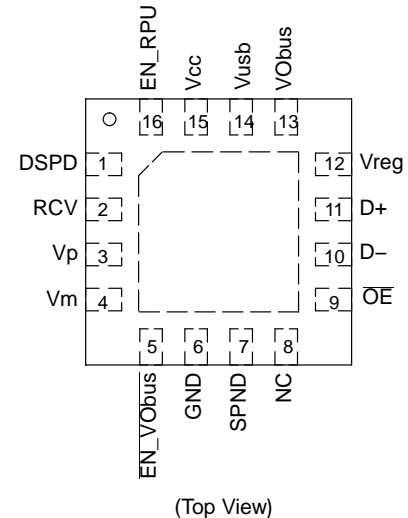 EN_RPU
Vcc
Vusb
VObus
16
15
14
13
DSPD 1
12 Vreg
RCV 2
11 D+
Vp 3
10 D−
Vm 4
9 O̅E̅
5
6
7
8
EN_VObus
GND
SPND
NC
(Top View)